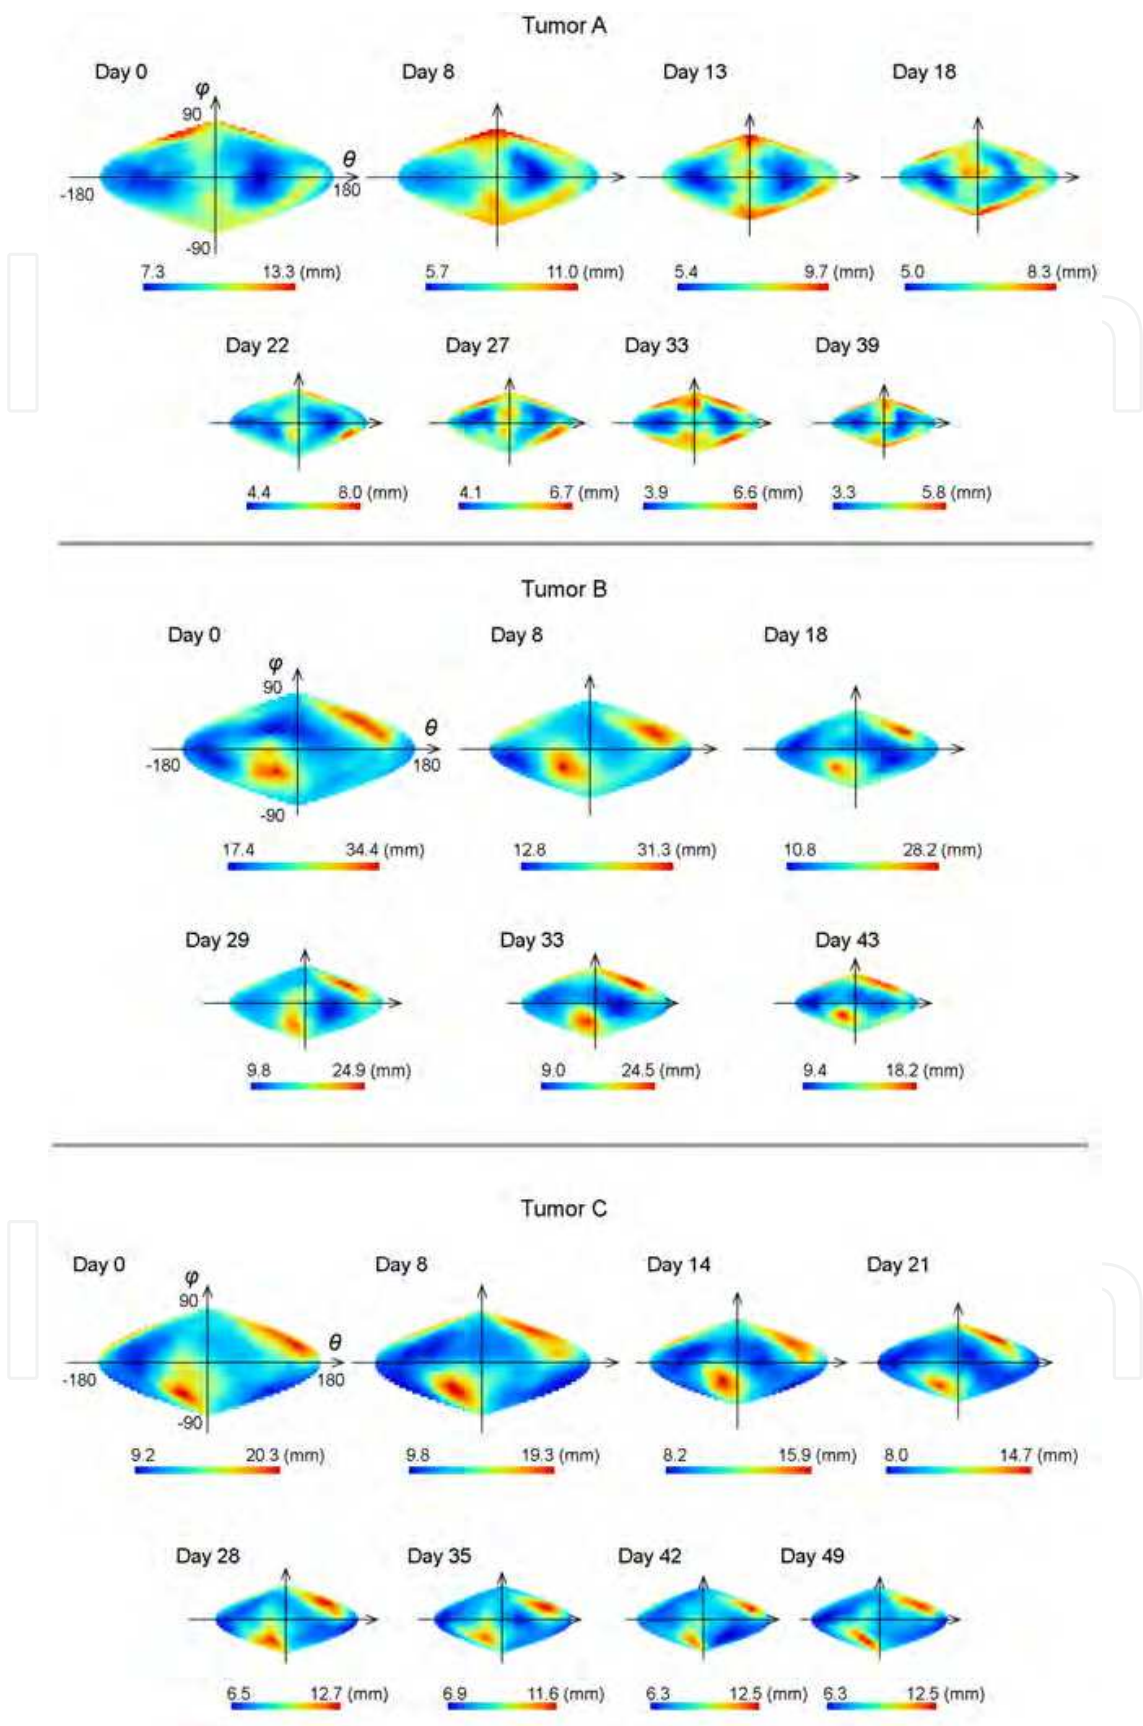 Tumor A
Day 0
Day 8
Day 13
Day 18
φ
90
θ
-180
180
-90
7.3 13.3 (mm)
5.7 11.0 (mm)
5.4 9.7 (mm)
5.0 8.3 (mm)
Day 22
Day 27
Day 33
Day 39
4.4 8.0 (mm)
4.1 6.7 (mm)
3.9 6.6 (mm)
3.3 5.8 (mm)
Tumor B
Day 0
Day 8
Day 18
φ
90
θ
-180
180
-90
17.4 34.4 (mm)
12.8 31.3 (mm)
10.8 28.2 (mm)
Day 29
Day 33
Day 43
9.8 24.9 (mm)
9.0 24.5 (mm)
9.4 18.2 (mm)
Tumor C
Day 0
Day 8
Day 14
Day 21
φ
90
θ
-180
180
-90
9.2 20.3 (mm)
9.8 19.3 (mm)
8.2 15.9 (mm)
8.0 14.7 (mm)
Day 28
Day 35
Day 42
Day 49
6.5 12.7 (mm)
6.9 11.6 (mm)
6.3 12.5 (mm)
6.3 12.5 (mm)